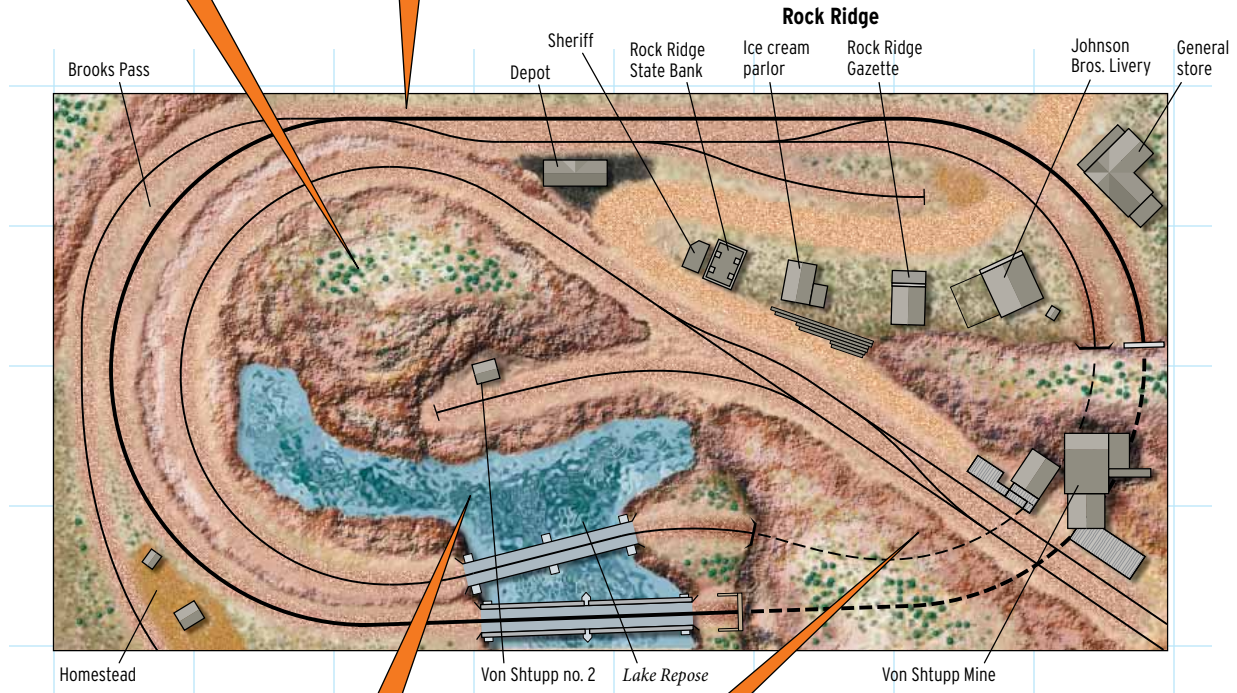 Rock Ridge
Sheriff
Brooks Pass
Depot
Rock Ridge
State Bank
Ice cream
parlor
Rock Ridge
Gazette
Johnson
Bros. Livery
General
store
Homestead
Von Shtupp no. 2
Lake Repose
Von Shtupp Mine